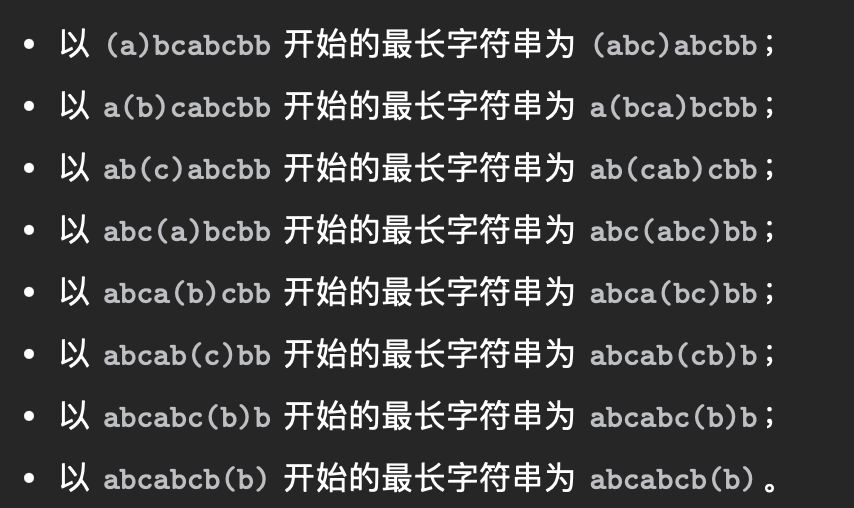 • 以 (a)bcabcbb 开始的最长字符串为 (abc)abcbb；
• 以 a(b)cabcbb 开始的最长字符串为 a(bca)bcbb；
• 以 ab(c)abcbb 开始的最长字符串为 ab(cab)cbb；
• 以 abc(a)bcbb 开始的最长字符串为 abc(abc)bb；
• 以 abca(b)cbb 开始的最长字符串为 abca(bc)bb；
• 以 abcab(c)bb 开始的最长字符串为 abcab(cb)b；
• 以 abcabc(b)b 开始的最长字符串为 abcabc(b)b；
• 以 abcabcb(b) 开始的最长字符串为 abcabcb(b)。